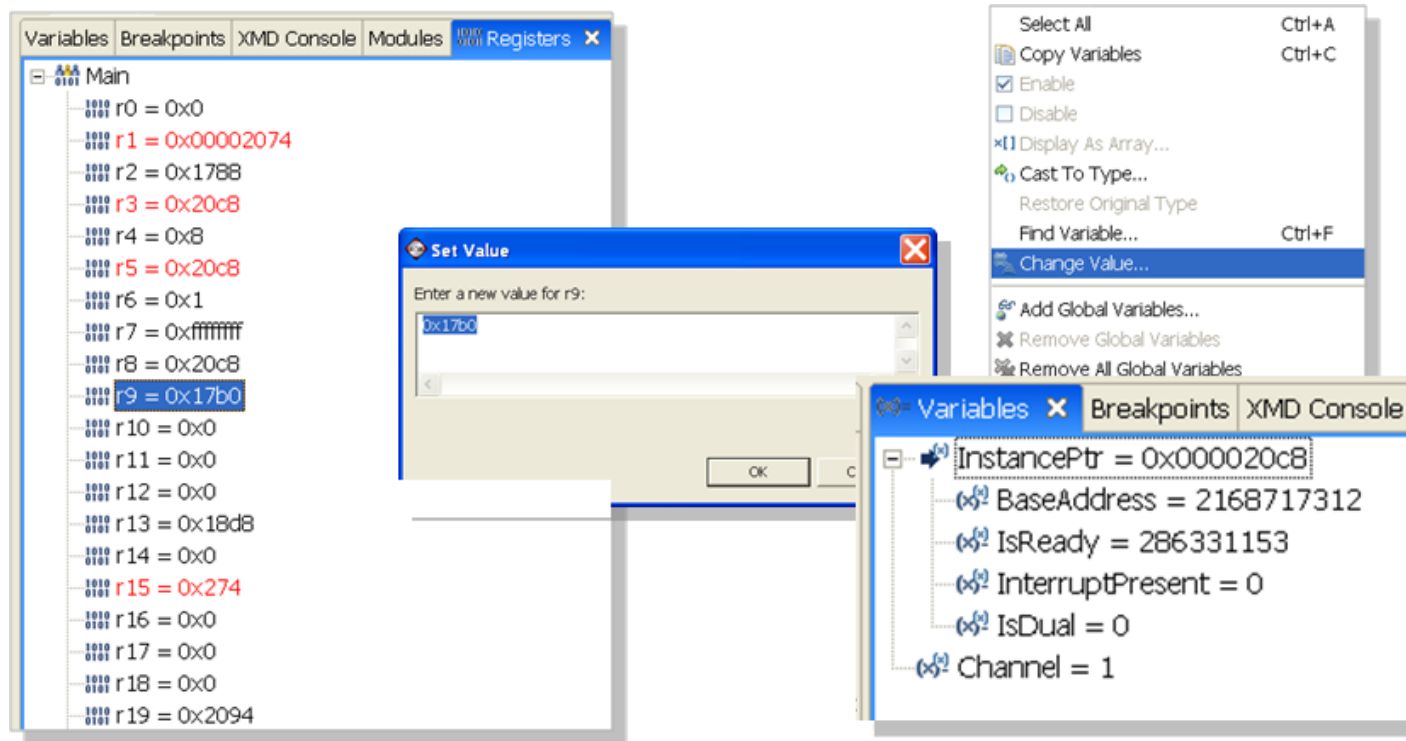 Variables Breakpoints XMD Console Modules Registers
Main
r0 = 0x0
r1 = 0x00002074
r2 = 0x1788
r3 = 0x20c8
r4 = 0x8
r5 = 0x20c8
r6 = 0x1
r7 = 0xffffffff
r8 = 0x20c8
r9 = 0x17b0
r10 = 0x0
r11 = 0x0
r12 = 0x0
r13 = 0x18d8
r14 = 0x0
r15 = 0x274
r16 = 0x0
r17 = 0x0
r18 = 0x0
r19 = 0x2094
Set Value
Enter a new value for r9:
0x17b0
OK C
Select All Ctrl+A
Copy Variables Ctrl+C
Enable
Disable
Display As Array...
Cast To Type...
Restore Original Type
Find Variable... Ctrl+F
Change Value...
Add Global Variables...
Remove Global Variables
Remove All Global Variables
Variables Breakpoints XMD Console
InstancePtr = 0x000020c8
BaseAddress = 2168717312
IsReady = 286331153
InterruptPresent = 0
IsDual = 0
Channel = 1